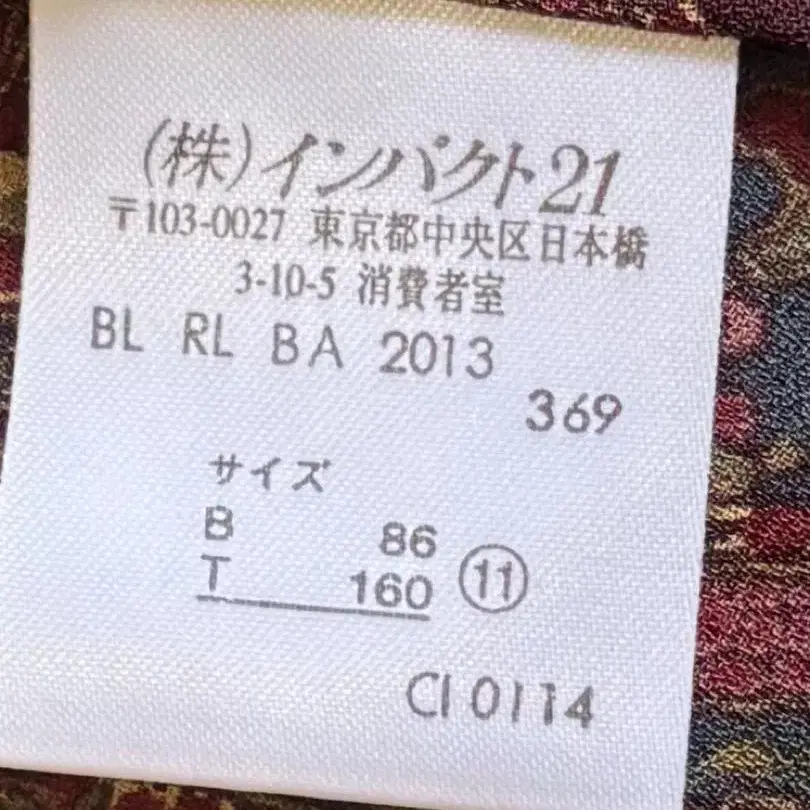 (株)インパクト21
〒103-0027 東京都中央区日本橋
3-10-5 消費者室
BL RL BA 2013
369
サイズ
B 86
T 160 ⑪
CI 0114